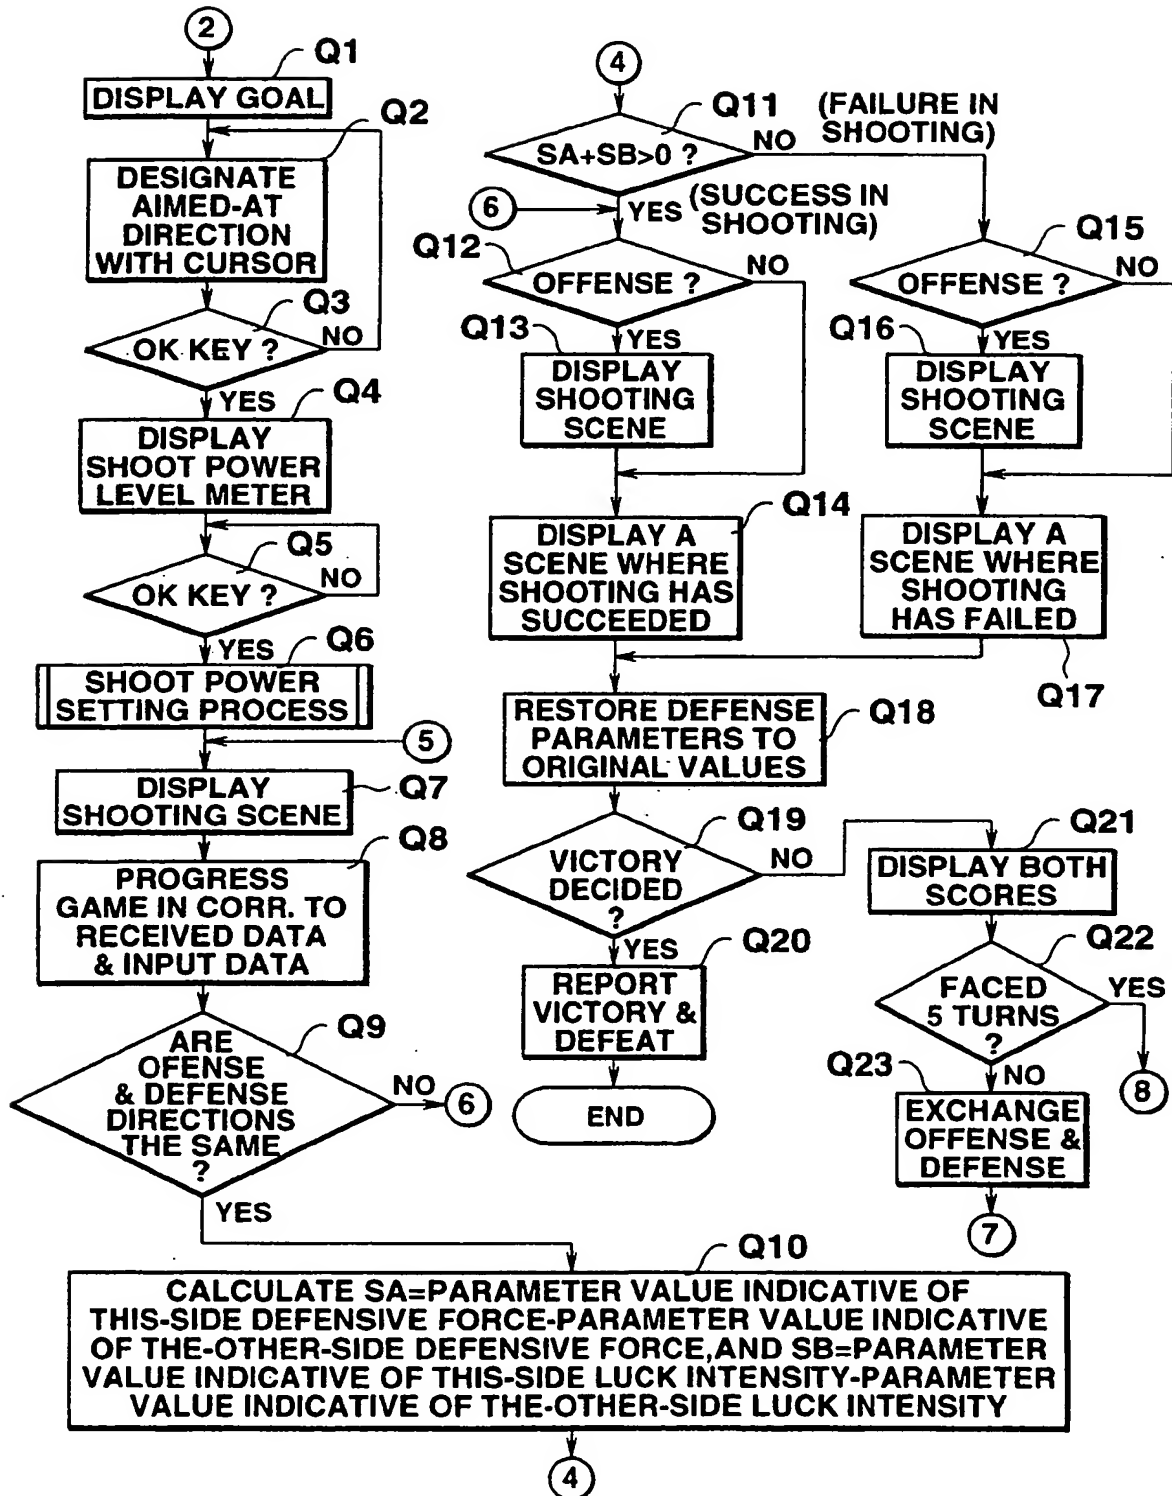 2
Q1
DISPLAY GOAL
Q2
DESIGNATE
AIMED-AT
DIRECTION
WITH CURSOR
Q3
OK KEY ?
NO
YES
Q4
DISPLAY
SHOOT POWER
LEVEL METER
Q5
OK KEY ?
NO
YES
Q6
SHOOT POWER
SETTING PROCESS
5
Q7
DISPLAY
SHOOTING SCENE
Q8
PROGRESS
GAME IN CORR. TO
RECEIVED DATA
& INPUT DATA
Q9
ARE
OFENSE
& DEFENSE
DIRECTIONS
THE SAME
?
NO
6
YES
Q10
CALCULATE SA=PARAMETER VALUE INDICATIVE OF
THIS-SIDE DEFENSIVE FORCE-PARAMETER VALUE INDICATIVE
OF THE-OTHER-SIDE DEFENSIVE FORCE,AND SB=PARAMETER
VALUE INDICATIVE OF THIS-SIDE LUCK INTENSITY-PARAMETER
VALUE INDICATIVE OF THE-OTHER-SIDE LUCK INTENSITY
4
4
Q11
SA+SB>0 ?
NO
(FAILURE IN
SHOOTING)
6
YES
(SUCCESS IN
SHOOTING)
Q12
OFFENSE ?
NO
Q13
YES
DISPLAY
SHOOTING
SCENE
Q14
DISPLAY A
SCENE WHERE
SHOOTING HAS
SUCCEEDED
Q15
OFFENSE ?
NO
Q16
YES
DISPLAY
SHOOTING
SCENE
DISPLAY A
SCENE WHERE
SHOOTING
HAS FAILED
Q17
RESTORE DEFENSE
PARAMETERS TO
ORIGINAL VALUES
Q18
Q19
VICTORY
DECIDED
?
NO
YES
Q20
REPORT
VICTORY &
DEFEAT
END
Q21
DISPLAY BOTH
SCORES
Q22
FACED
5 TURNS
?
YES
8
Q23
NO
EXCHANGE
OFFENSE &
DEFENSE
7